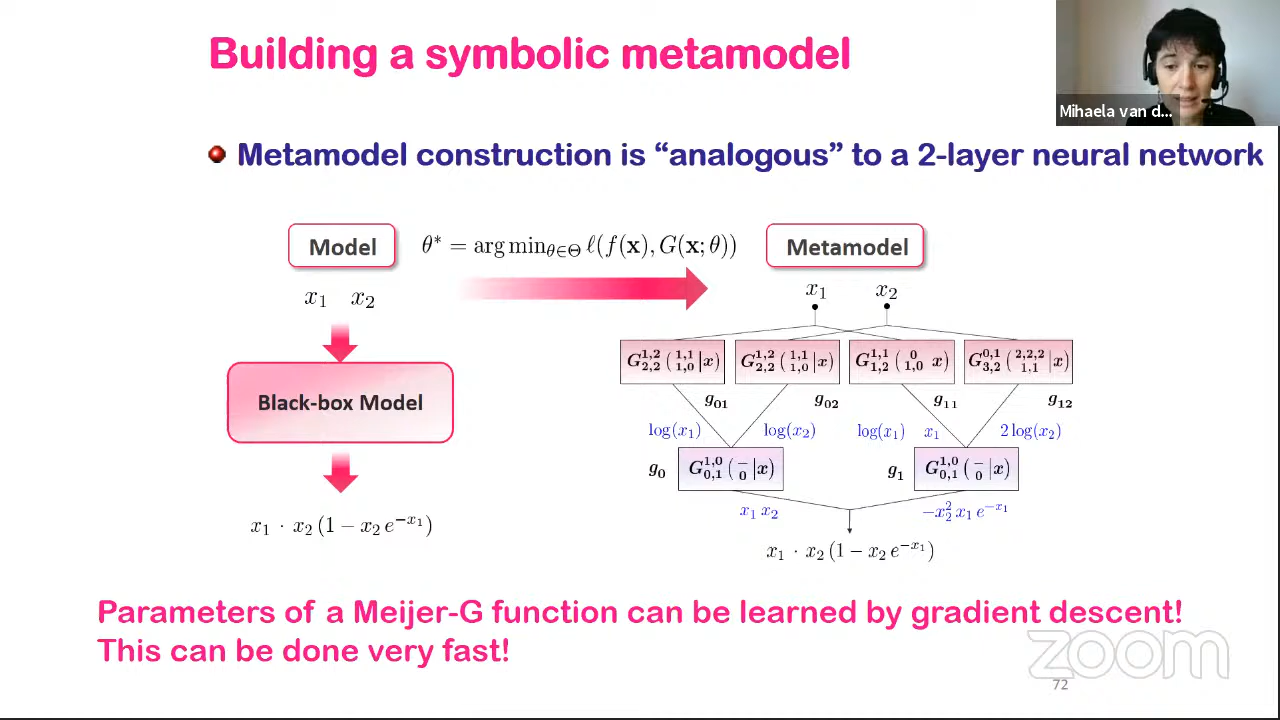 Building a symbolic metamodel
Mihaela van d...
Metamodel construction is “analogous” to a 2-layer neural network
Model
θ* = arg min_{θ∈Θ} ℓ(f(x), G(x; θ))
Metamodel
x₁ x₂
x₁ x₂
Black-box Model
x₁ · x₂ (1 − x₂ e^{−x₁})
G^{1,2}_{2,2} (^{1,1}_{1,0} |x) G^{1,2}_{2,2} (^{1,1}_{1,0} |x) G^{1,1}_{1,2} (^{0}_{1,0} x) G^{0,1}_{3,2} (^{2,2,2}_{1,1} |x)
g₀₁ g₀₂ g₁₁ g₁₂
log(x₁) log(x₂) log(x₁) x₁ 2 log(x₂)
g₀ G^{1,0}_{0,1} (^{−}_{0} |x) g₁ G^{1,0}_{0,1} (^{−}_{0} |x)
x₁ x₂ −x₂² x₁ e^{−x₁}
x₁ · x₂ (1 − x₂ e^{−x₁})
Parameters of a Meijer-G function can be learned by gradient descent!
This can be done very fast!
zoom
72